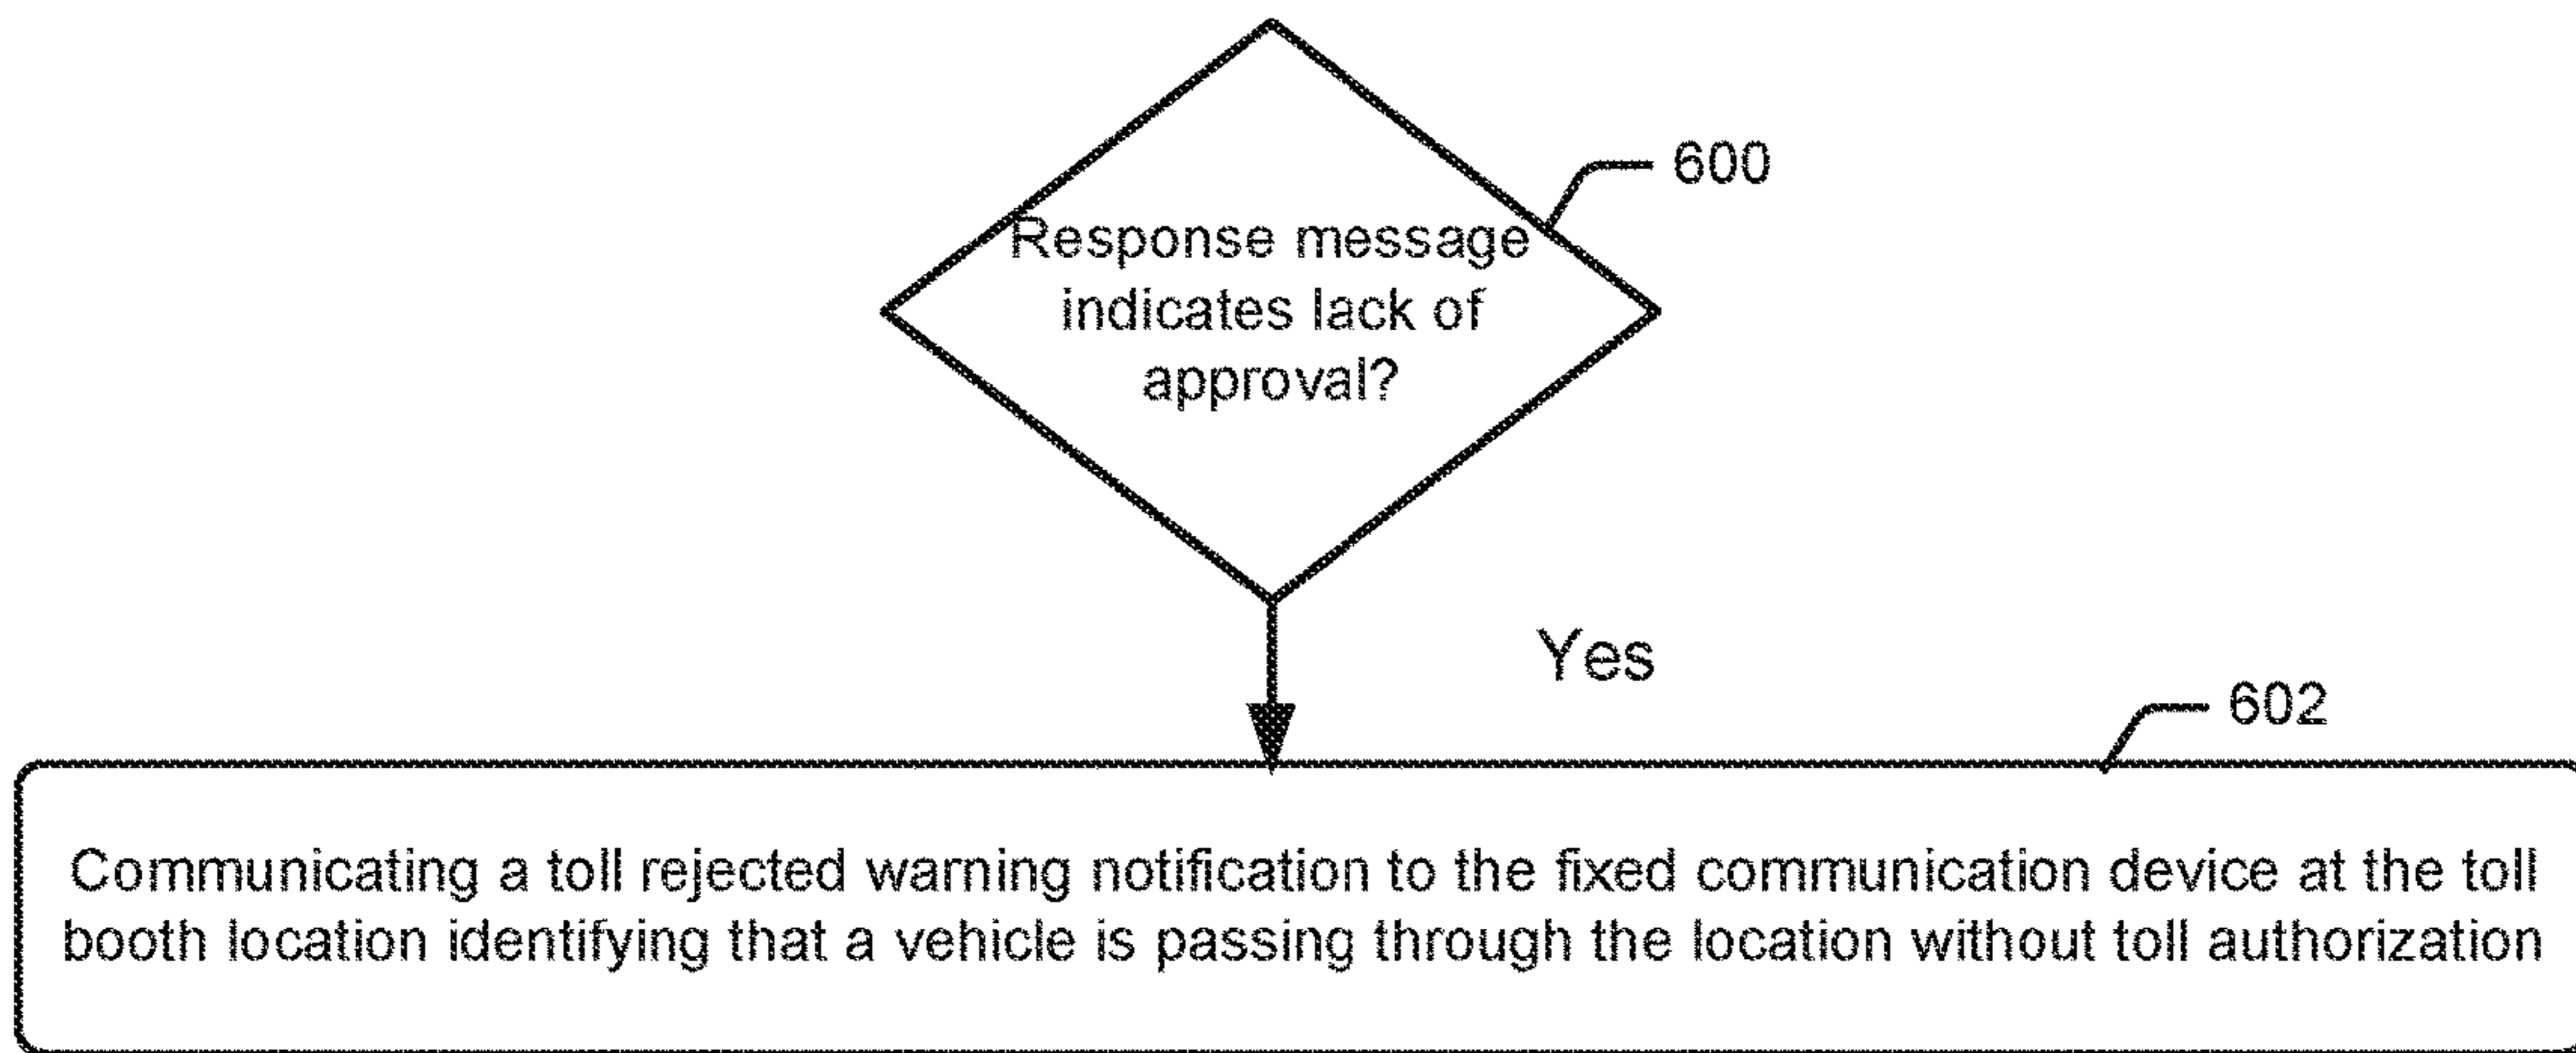 600
Response message
indicates lack of
approval?
Yes
602
Communicating a toll rejected warning notification to the fixed communication device at the toll
booth location identifying that a vehicle is passing through the location without toll authorization